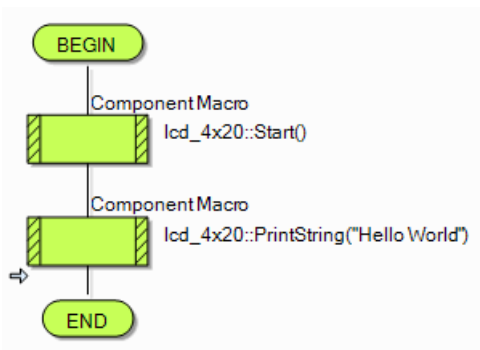 BEGIN
Component Macro
lcd_4x20::Start()
Component Macro
lcd_4x20::PrintString("Hello World")
END